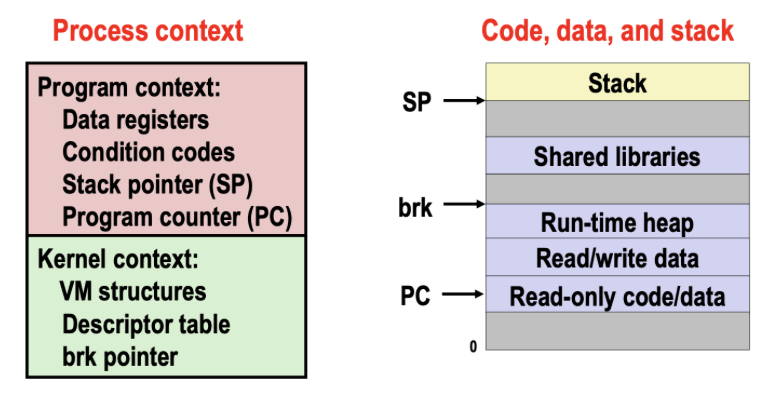 Process context
Program context:
Data registers
Condition codes
Stack pointer (SP)
Program counter (PC)
Kernel context:
VM structures
Descriptor table
brk pointer
Code, data, and stack
Stack
SP
Shared libraries
brk
Run-time heap
Read/write data
PC
Read-only code/data
0